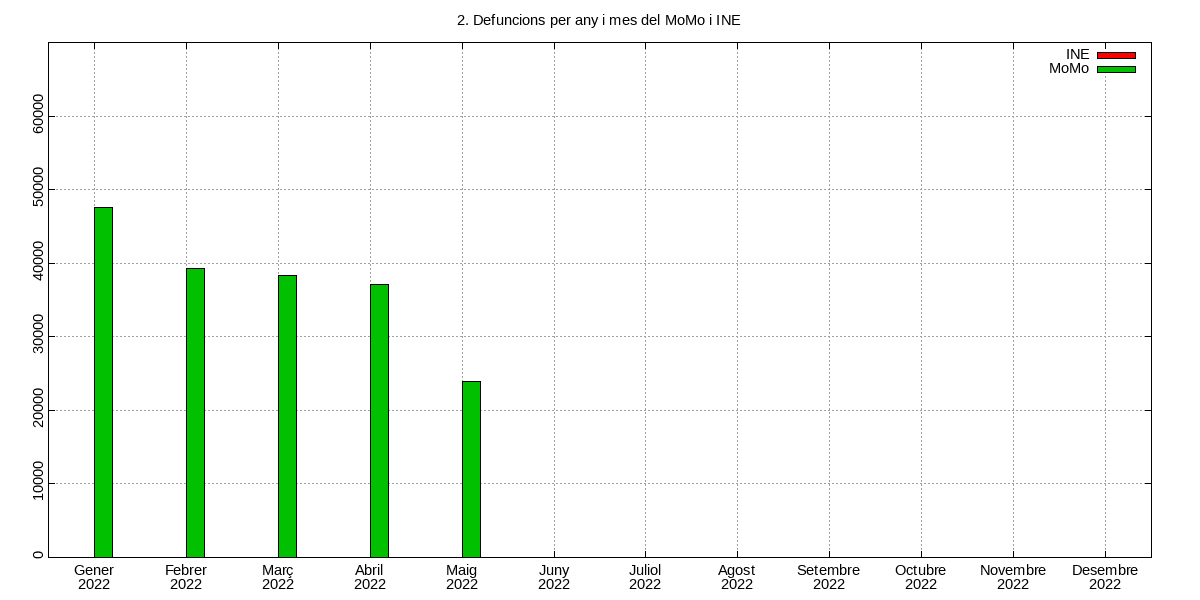 2. Defuncions per any i mes del MoMo i INE
INE
MoMo
60000
50000
40000
30000
20000
10000
0
Gener Febrer Març Abril Maig Juny Juliol Agost Setembre Octubre Novembre Desembre
2022 2022 2022 2022 2022 2022 2022 2022 2022 2022 2022 2022